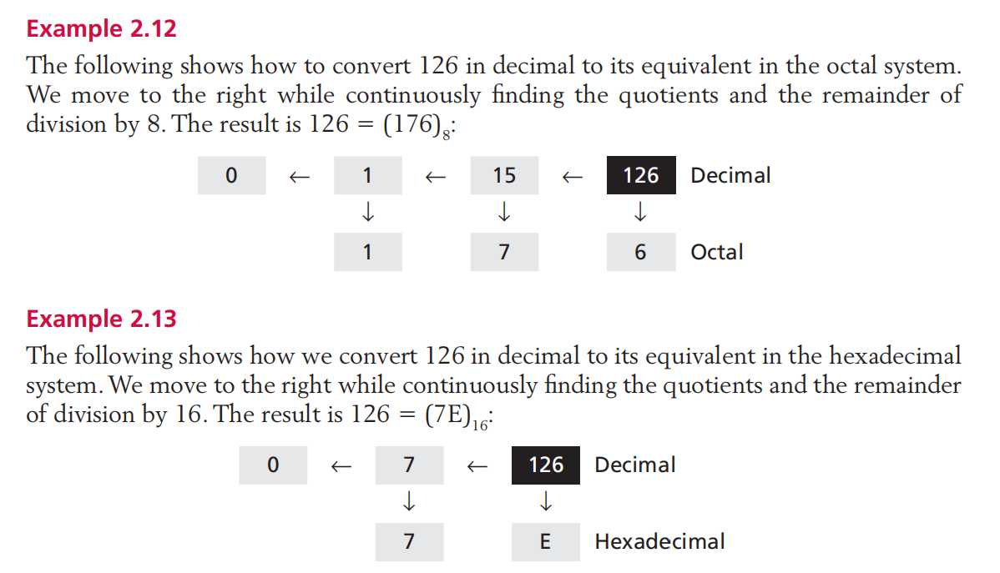 Example 2.12
The following shows how to convert 126 in decimal to its equivalent in the octal system.
We move to the right while continuously finding the quotients and the remainder of
division by 8. The result is 126 = (176)₈:
0 ← 1 ← 15 ← 126 Decimal
↓ ↓ ↓
1 7 6 Octal
Example 2.13
The following shows how we convert 126 in decimal to its equivalent in the hexadecimal
system. We move to the right while continuously finding the quotients and the remainder
of division by 16. The result is 126 = (7E)₁₆:
0 ← 7 ← 126 Decimal
↓ ↓
7 E Hexadecimal